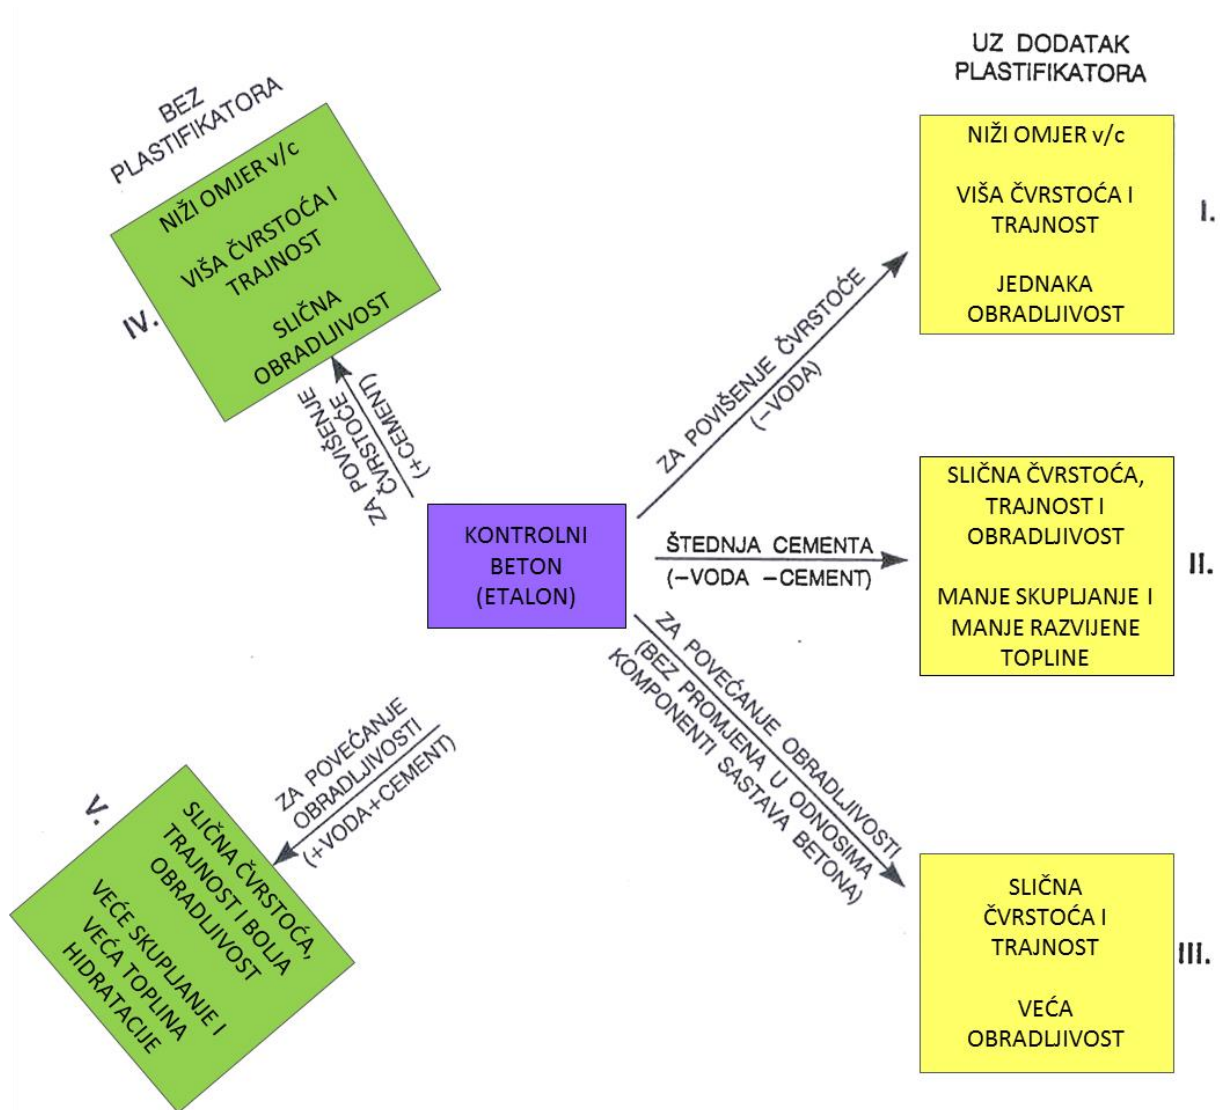 BEZ
PLASTIFIKATORA
NIŽI OMJER v/c
VIŠA ČVRSTOĆA I
TRAJNOST
SLIČNA
OBRADLJIVOST
IV.
ZA POVIŠENJE
ČVRSTOĆE
(+CEMENT)
UZ DODATAK
PLASTIFIKATORA
NIŽI OMJER v/c
VIŠA ČVRSTOĆA I
TRAJNOST
JEDNAKA
OBRADLJIVOST
I.
ZA POVIŠENJE ČVRSTOĆE
(−VODA)
KONTROLNI
BETON
(ETALON)
ŠTEDNJA CEMENTA
(−VODA −CEMENT)
SLIČNA ČVRSTOĆA,
TRAJNOST I
OBRADLJIVOST
MANJE SKUPLJANJE I
MANJE RAZVIJENE
TOPLINE
II.
ZA POVEĆANJE OBRADLJIVOSTI
(BEZ PROMJENA U ODNOSIMA
KOMPONENTI SASTAVA BETONA)
SLIČNA
ČVRSTOĆA I
TRAJNOST
VEĆA
OBRADLJIVOST
III.
ZA POVEĆANJE
OBRADLJIVOSTI
(+VODA+CEMENT)
V.
SLIČNA ČVRSTOĆA,
TRAJNOST I BOLJA
OBRADLJIVOST
VEĆE SKUPLJANJE I
VEĆA TOPLINA
HIDRATACIJE